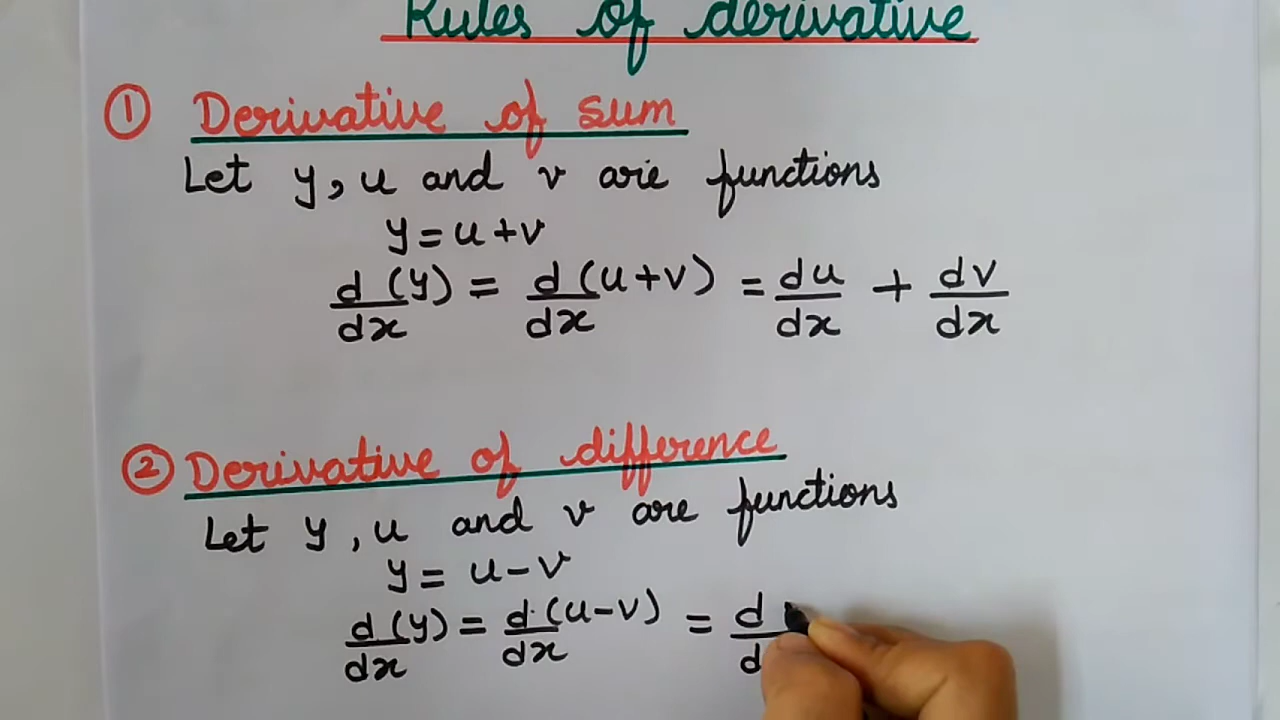 Rules of derivative
① Derivative of sum
Let y, u and v are functions
y = u + v
d/dx (y) = d/dx (u + v) = du/dx + dv/dx
② Derivative of difference
Let y, u and v are functions
y = u - v
d/dx (y) = d/dx (u - v) = d